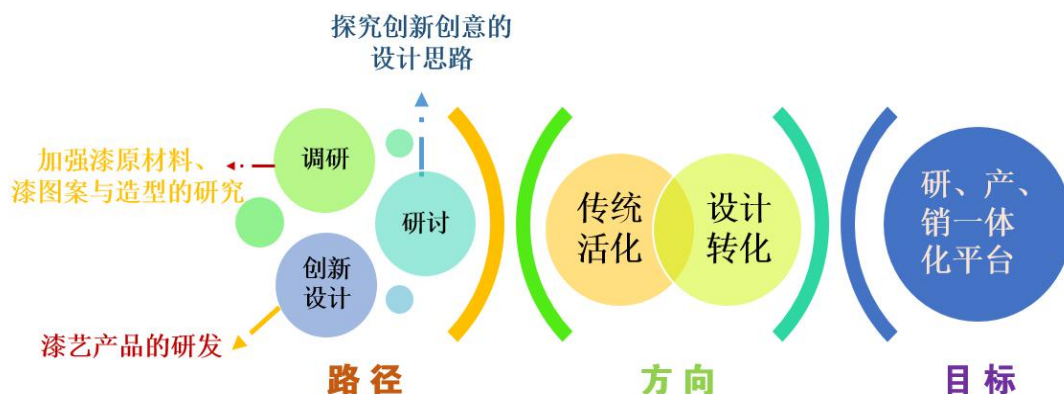 探究创新创意的
设计思路
加强漆原材料、
漆图案与造型的研究
调研
研讨
创新
设计
漆艺产品的研发
路径
传统
活化
设计
转化
方向
研、产、
销一体
化平台
目标